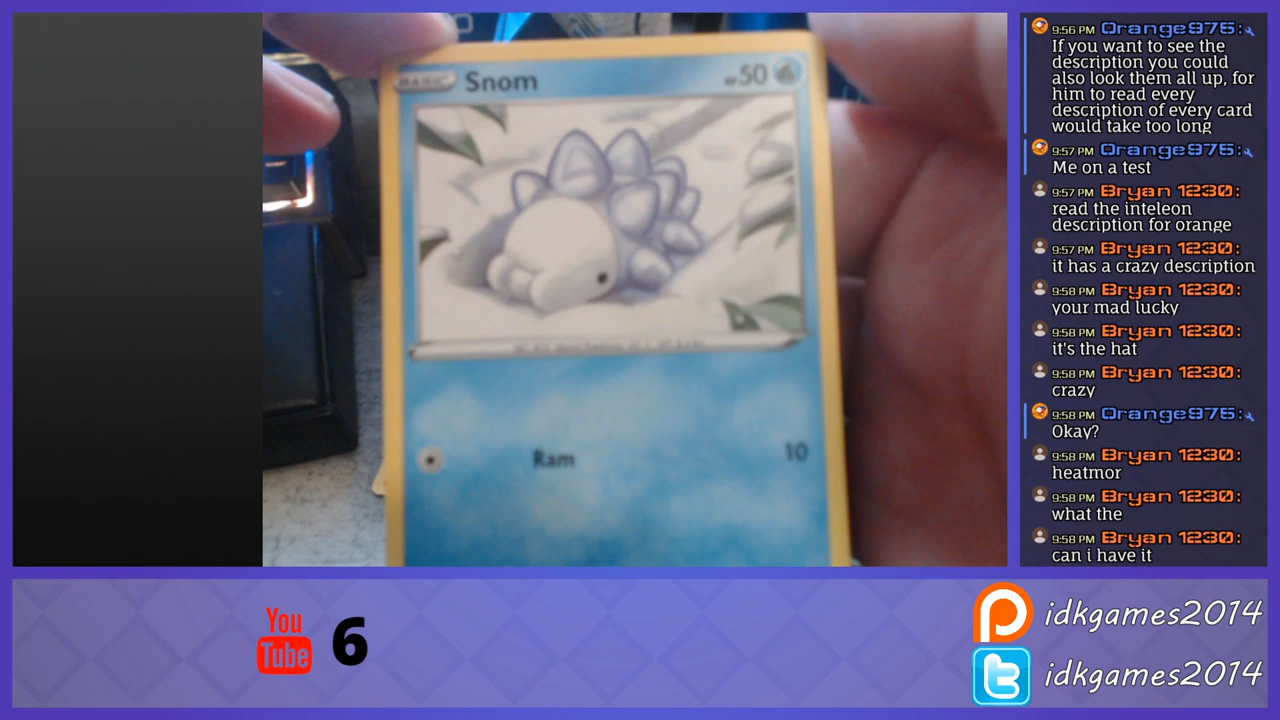 BASIC Snom HP50
Ram 10
9:56 PM Orange975:
If you want to see the
description you could
also look them all up, for
him to read every
description of every card
would take too long
9:57 PM Orange975:
Me on a test
9:57 PM Bryan 1230:
read the inteleon
description for orange
9:57 PM Bryan 1230:
it has a crazy description
9:58 PM Bryan 1230:
your mad lucky
9:58 PM Bryan 1230:
it's the hat
9:58 PM Bryan 1230:
crazy
9:58 PM Orange975:
Okay?
9:58 PM Bryan 1230:
heatmor
9:58 PM Bryan 1230:
what the
9:58 PM Bryan 1230:
can i have it
You
Tube 6
idkgames2014
idkgames2014